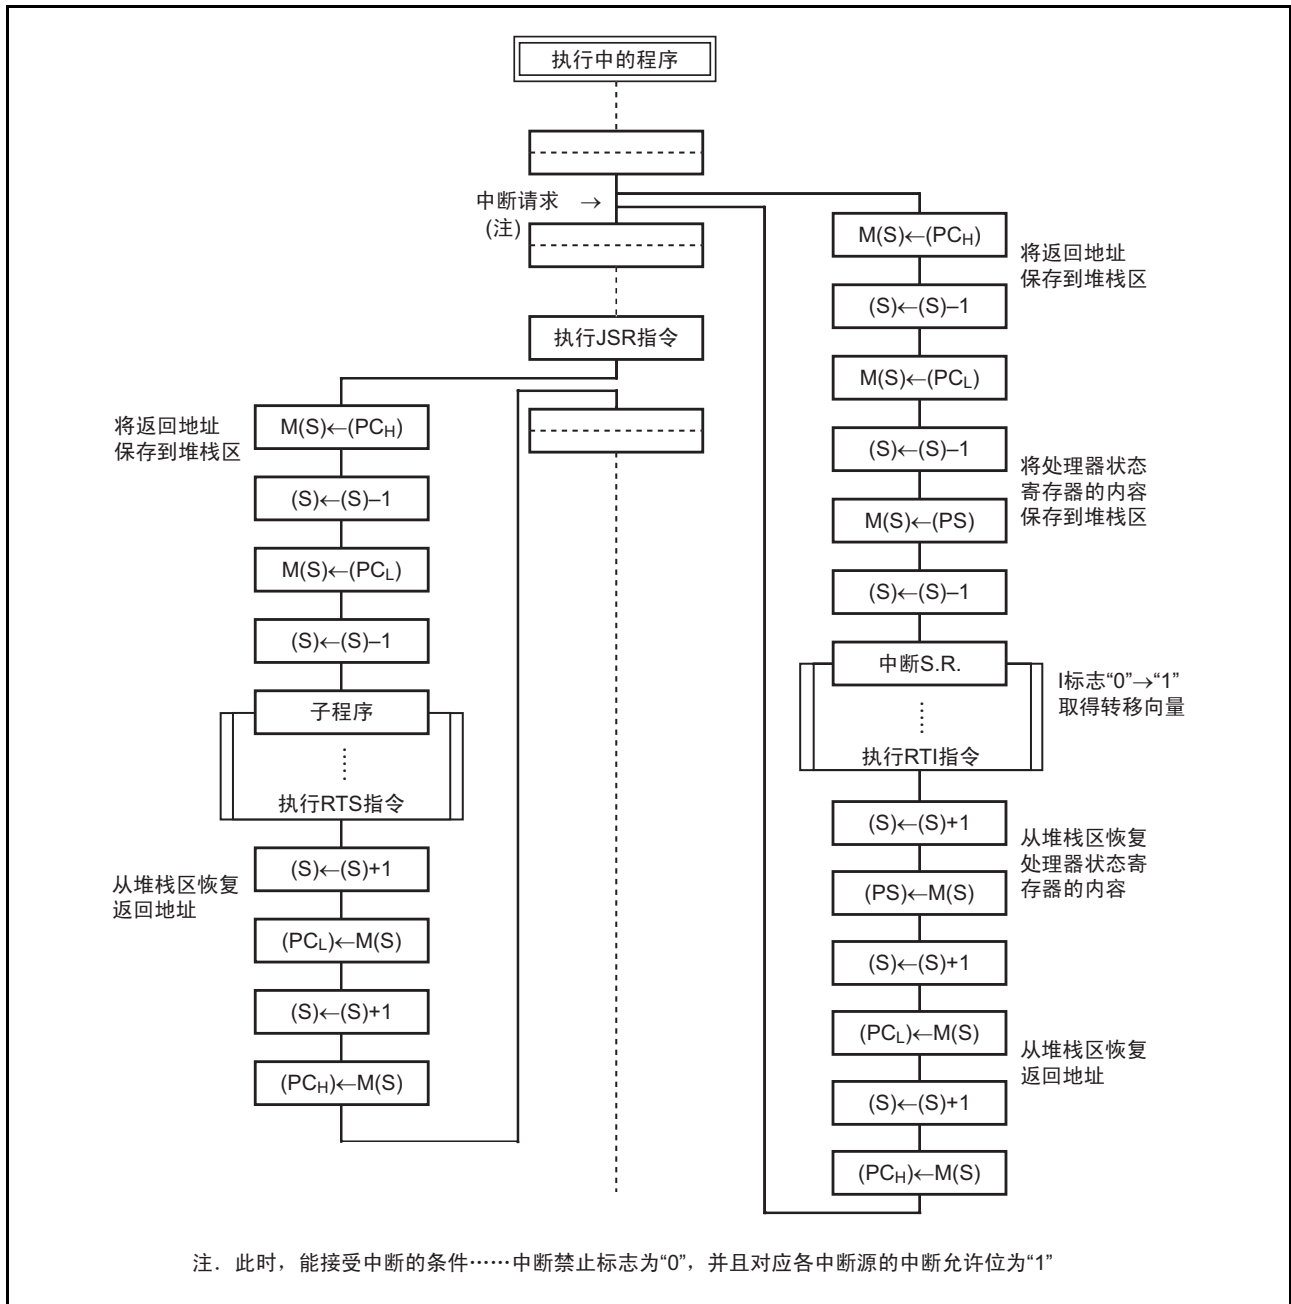 执行中的程序
中断请求 →
(注)
执行JSR指令
将返回地址
保存到堆栈区
M(S)←(PCH)
(S)←(S)–1
M(S)←(PCL)
(S)←(S)–1
子程序
⋮
执行RTS指令
从堆栈区恢复
返回地址
(S)←(S)+1
(PCL)←M(S)
(S)←(S)+1
(PCH)←M(S)
M(S)←(PCH)
将返回地址
保存到堆栈区
(S)←(S)–1
M(S)←(PCL)
(S)←(S)–1
将处理器状态
寄存器的内容
保存到堆栈区
M(S)←(PS)
(S)←(S)–1
中断S.R.
I标志“0”→“1”
取得转移向量
⋮
执行RTI指令
(S)←(S)+1
从堆栈区恢复
处理器状态寄
存器的内容
(PS)←M(S)
(S)←(S)+1
(PCL)←M(S)
从堆栈区恢复
返回地址
(S)←(S)+1
(PCH)←M(S)
注．此时，能接受中断的条件……中断禁止标志为“0”，并且对应各中断源的中断允许位为“1”